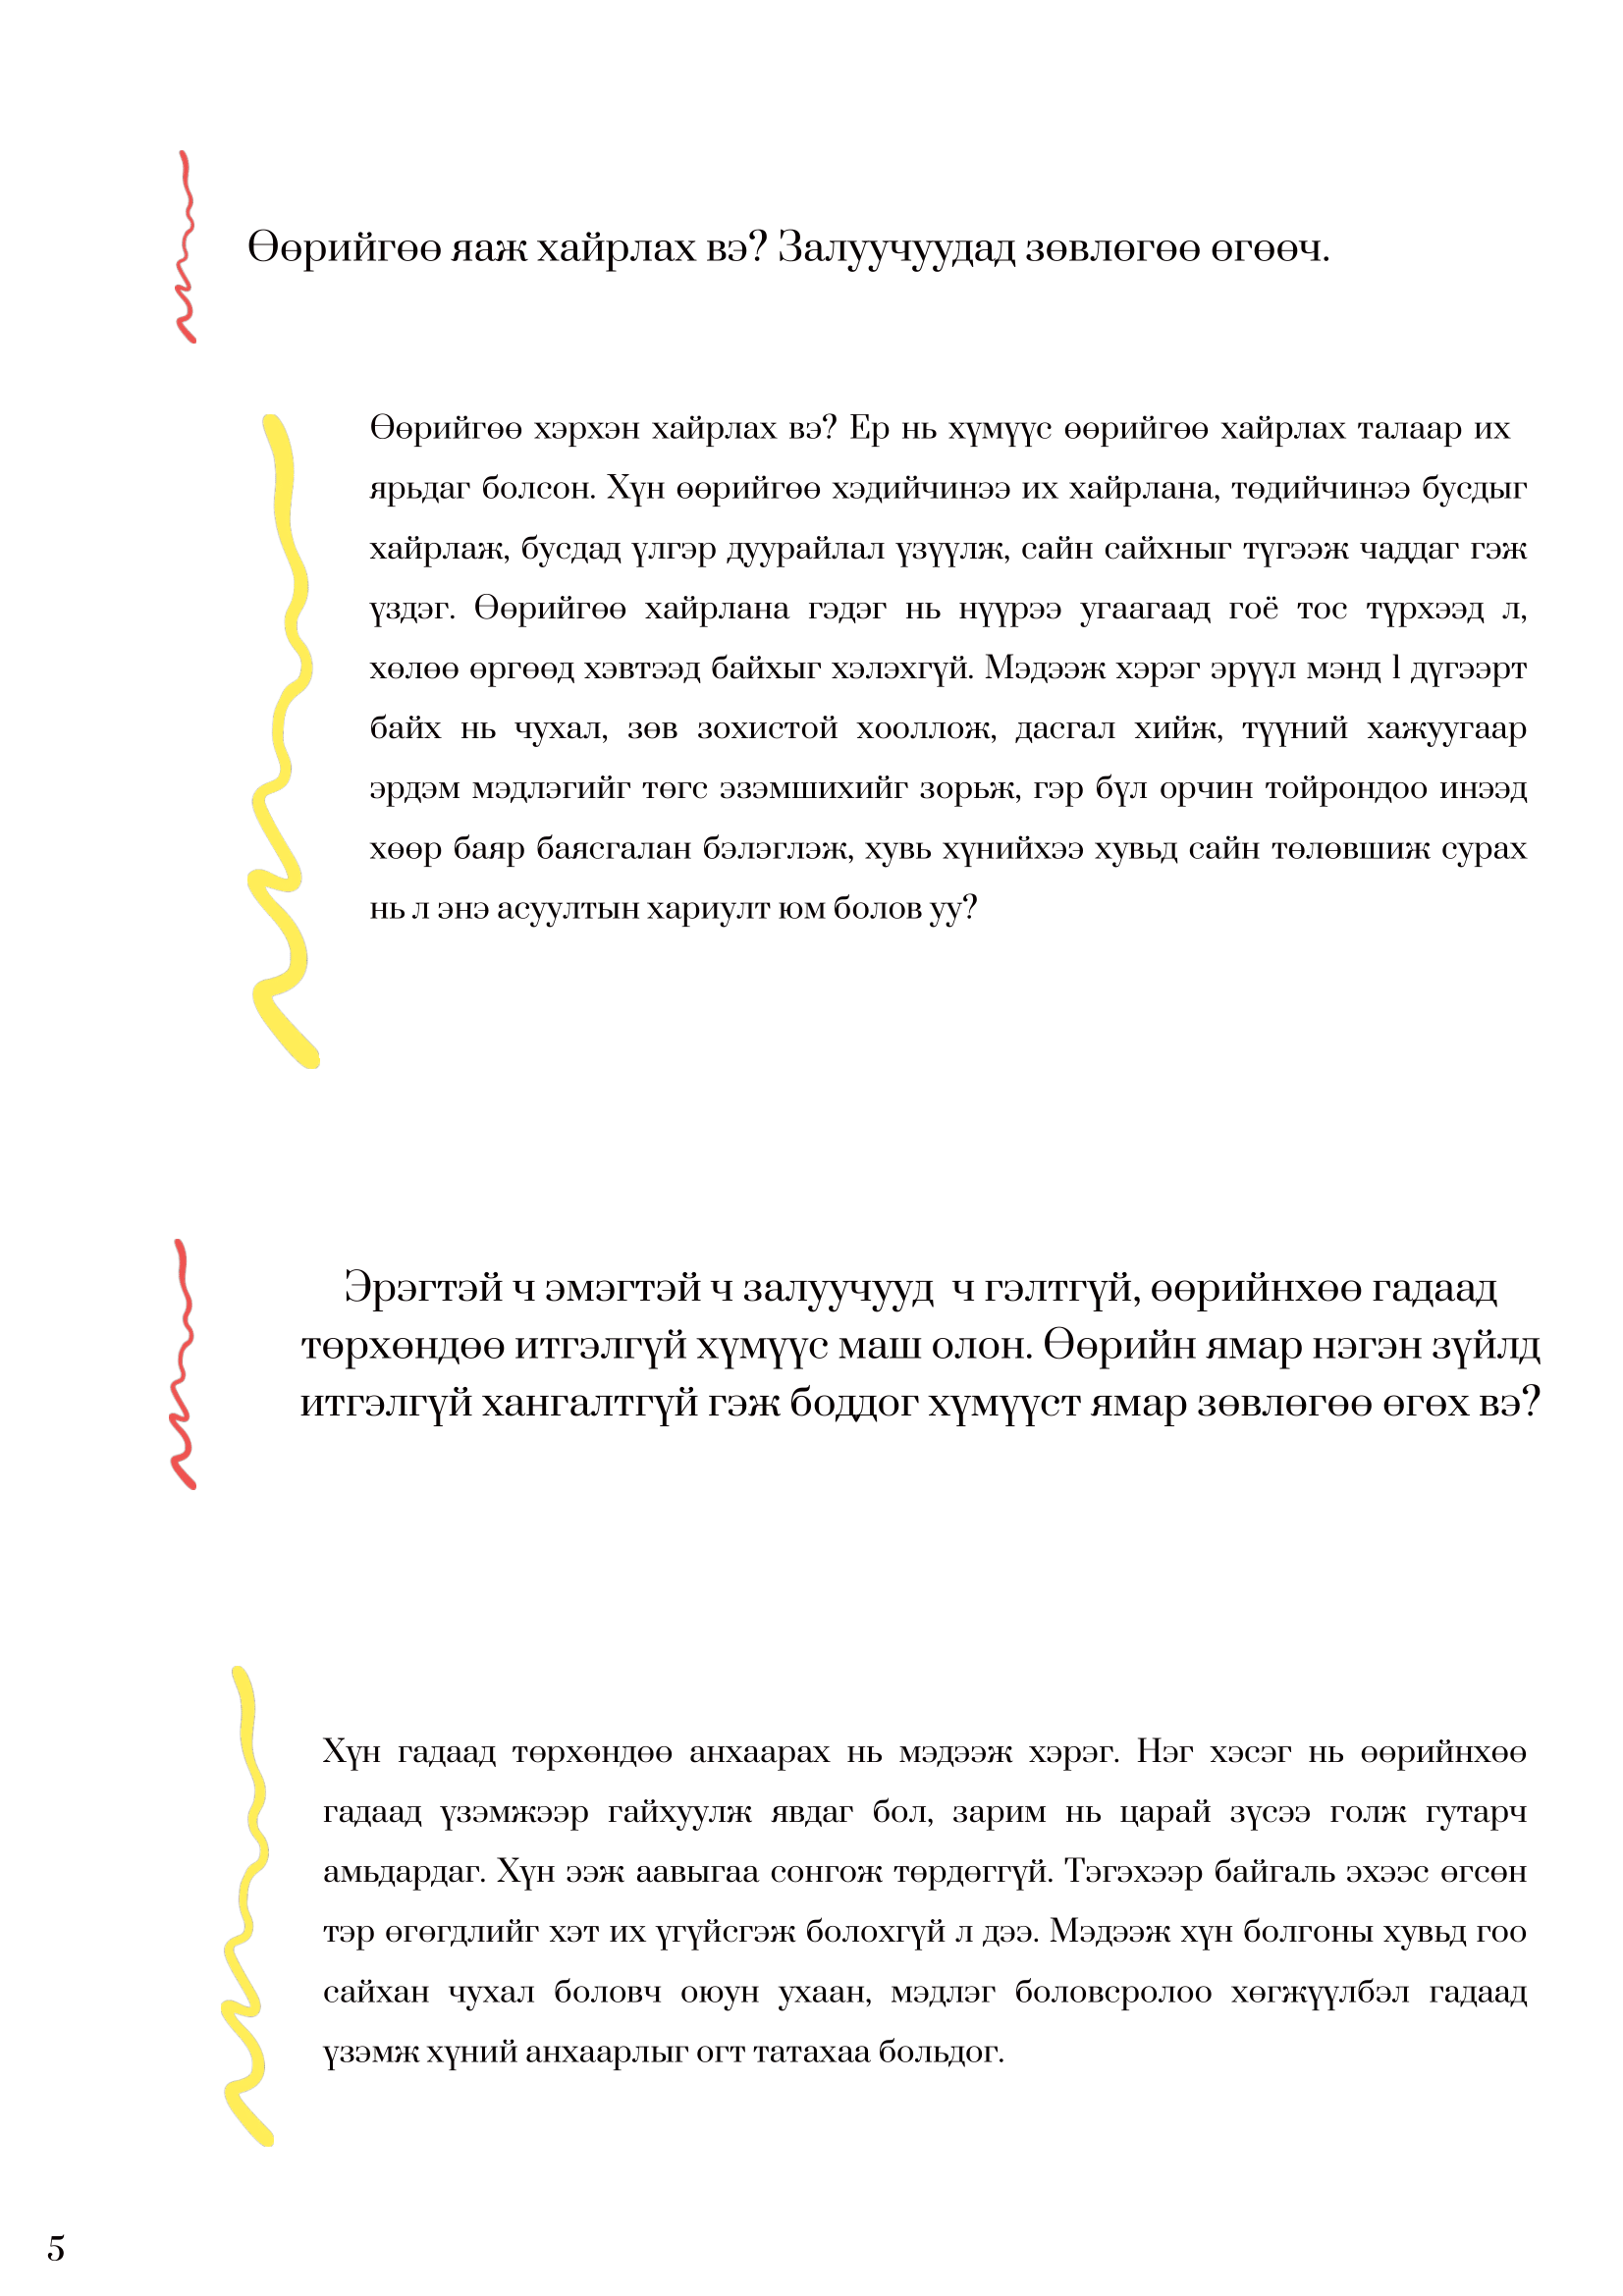 Өөрийгөө яаж хайрлах вэ? Залуучуудад зөвлөгөө өгөөч.
Өөрийгөө хэрхэн хайрлах вэ? Ер нь хүмүүс өөрийгөө хайрлах талаар их
ярьдаг болсон. Хүн өөрийгөө хэдийчинээ их хайрлана, төдийчинээ бусдыг
хайрлаж, бусдад үлгэр дуурайлал үзүүлж, сайн сайхныг түгээж чаддаг гэж
үздэг. Өөрийгөө хайрлана гэдэг нь нүүрээ угаагаад гоё тос түрхээд л,
хөлөө өргөөд хэвтээд байхыг хэлэхгүй. Мэдээж хэрэг эрүүл мэнд 1 дүгээрт
байх нь чухал, зөв зохистой хооллож, дасгал хийж, түүний хажуугаар
эрдэм мэдлэгийг төгс эзэмшихийг зорьж, гэр бүл орчин тойрондоо инээд
хөөр баяр баясгалан бэлэглэж, хувь хүнийхээ хувьд сайн төлөвшиж сурах
нь л энэ асуултын хариулт юм болов уу?
Эрэгтэй ч эмэгтэй ч залуучууд ч гэлтгүй, өөрийнхөө гадаад
төрхөндөө итгэлгүй хүмүүс маш олон. Өөрийн ямар нэгэн зүйлд
итгэлгүй хангалтгүй гэж боддог хүмүүст ямар зөвлөгөө өгөх вэ?
Хүн гадаад төрхөндөө анхаарах нь мэдээж хэрэг. Нэг хэсэг нь өөрийнхөө
гадаад үзэмжээр гайхуулж явдаг бол, зарим нь царай зүсээ голж гутарч
амьдардаг. Хүн ээж аавыгаа сонгож төрдөггүй. Тэгэхээр байгаль эхээс өгсөн
тэр өгөгдлийг хэт их үгүйсгэж болохгүй л дээ. Мэдээж хүн болгоны хувьд гоо
сайхан чухал боловч оюун ухаан, мэдлэг боловсролоо хөгжүүлбэл гадаад
үзэмж хүний анхаарлыг огт татахаа больдог.
5